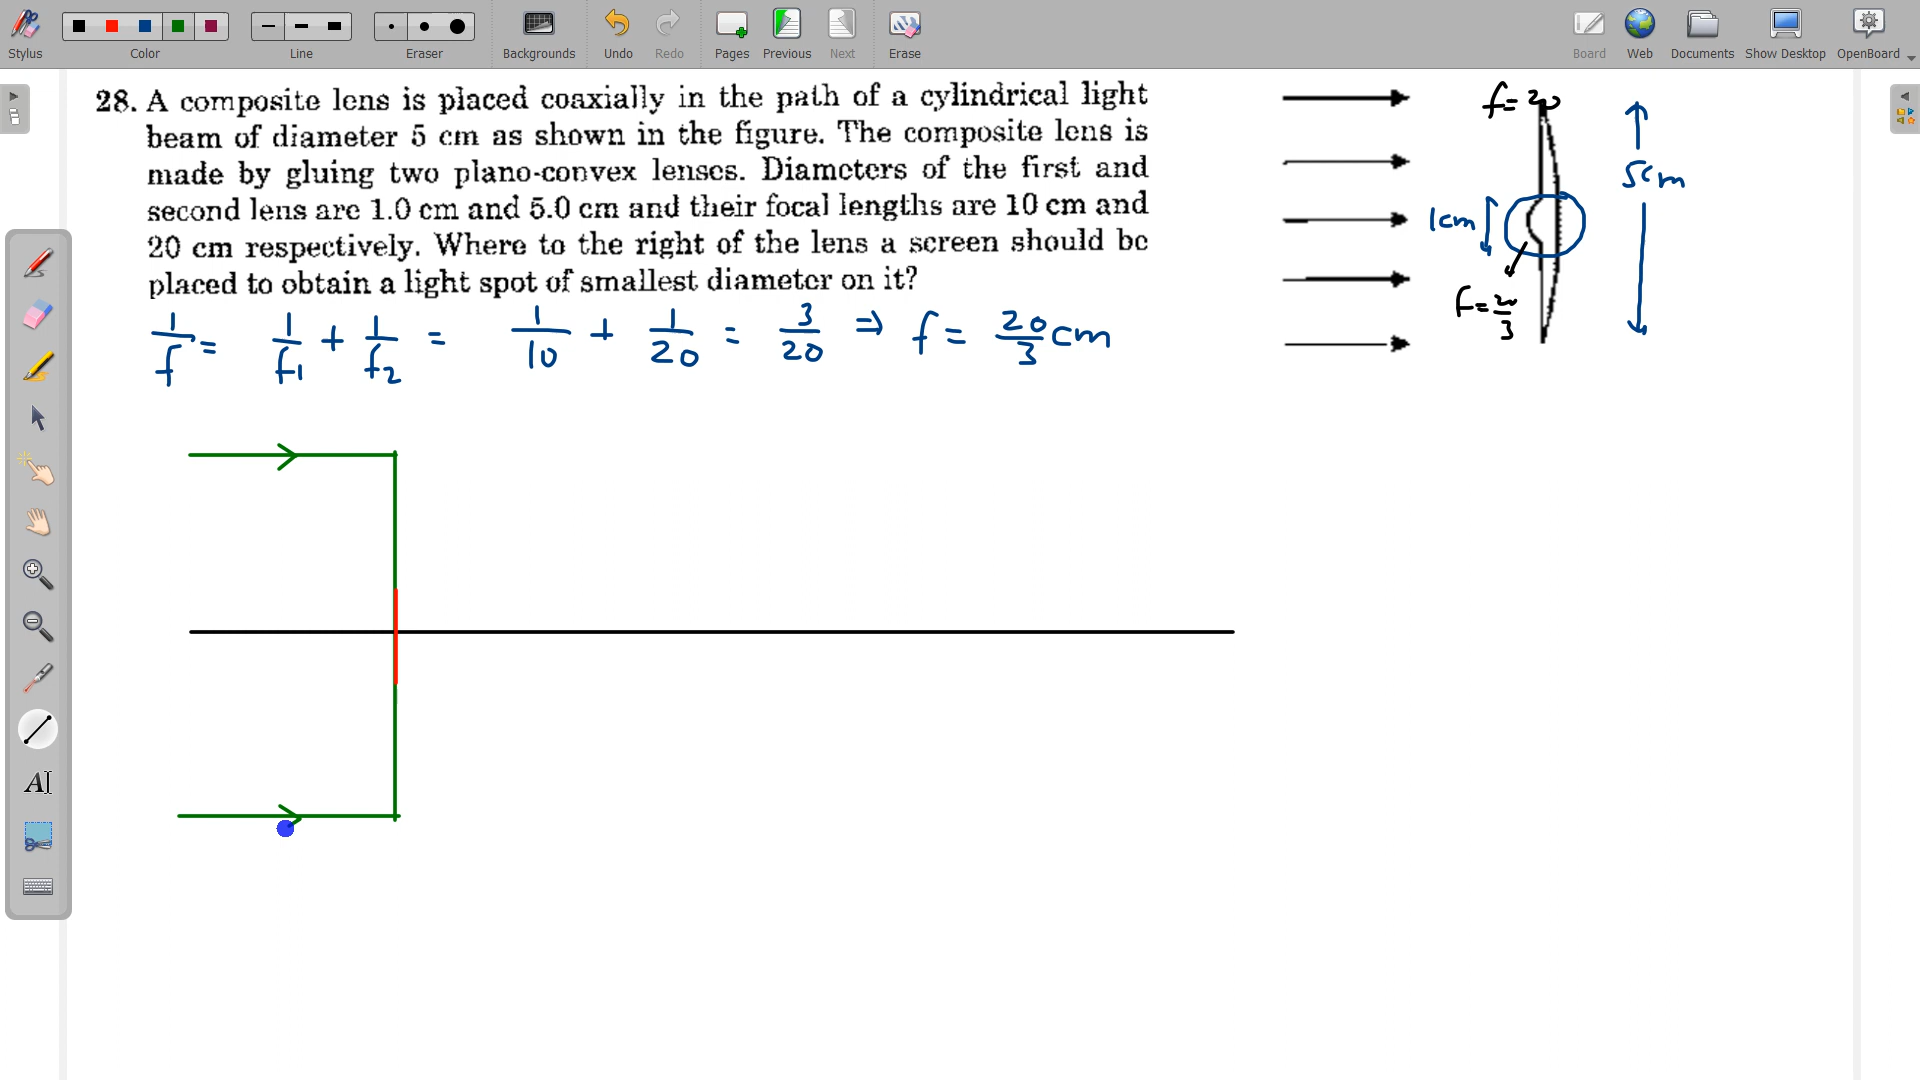 Stylus
Color
Line
Eraser
Backgrounds
Undo
Redo
Pages
Previous
Next
Erase
Board
Web
Documents
Show Desktop
OpenBoard
28. A composite lens is placed coaxially in the path of a cylindrical light
beam of diameter 5 cm as shown in the figure. The composite lens is
made by gluing two plano-convex lenses. Diameters of the first and
second lens are 1.0 cm and 5.0 cm and their focal lengths are 10 cm and
20 cm respectively. Where to the right of the lens a screen should be
placed to obtain a light spot of smallest diameter on it?
1/f = 1/f1 + 1/f2 = 1/10 + 1/20 = 3/20 ⇒ f = 20/3 cm
f = 20
5cm
1cm
f = 20/3
AI